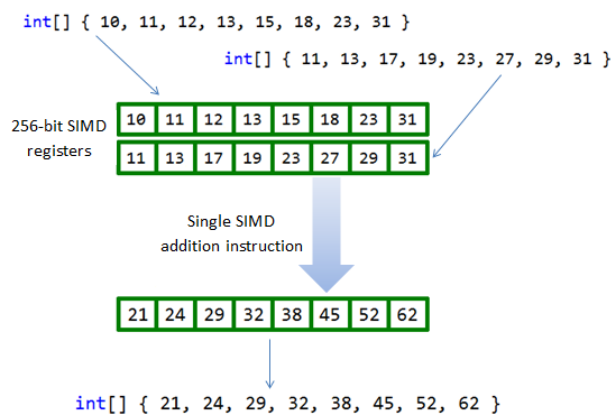 int[] { 10, 11, 12, 13, 15, 18, 23, 31 }
int[] { 11, 13, 17, 19, 23, 27, 29, 31 }
256-bit SIMD
registers
10 11 12 13 15 18 23 31
11 13 17 19 23 27 29 31
Single SIMD
addition instruction
21 24 29 32 38 45 52 62
int[] { 21, 24, 29, 32, 38, 45, 52, 62 }